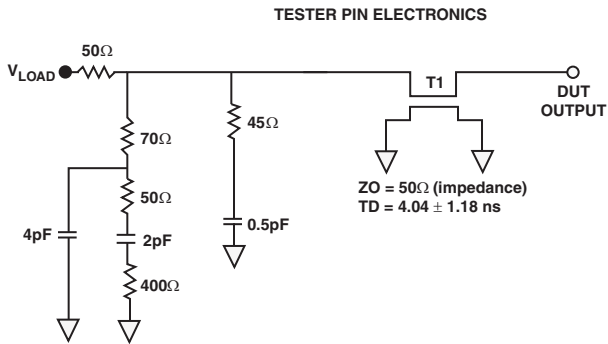 TESTER PIN ELECTRONICS
50Ω
VLOAD
T1
DUT
OUTPUT
70Ω
45Ω
50Ω
ZO = 50Ω (impedance)
TD = 4.04 ± 1.18 ns
4pF
2pF
0.5pF
400Ω